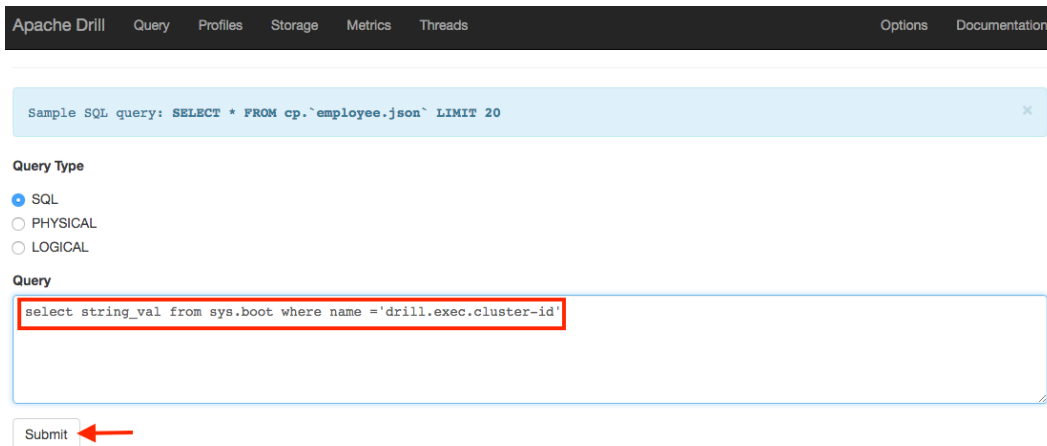 Apache Drill Query Profiles Storage Metrics Threads Options Documentation
Sample SQL query: SELECT * FROM cp.`employee.json` LIMIT 20 ×
Query Type
SQL
PHYSICAL
LOGICAL
Query
select string_val from sys.boot where name ='drill.exec.cluster-id'
Submit